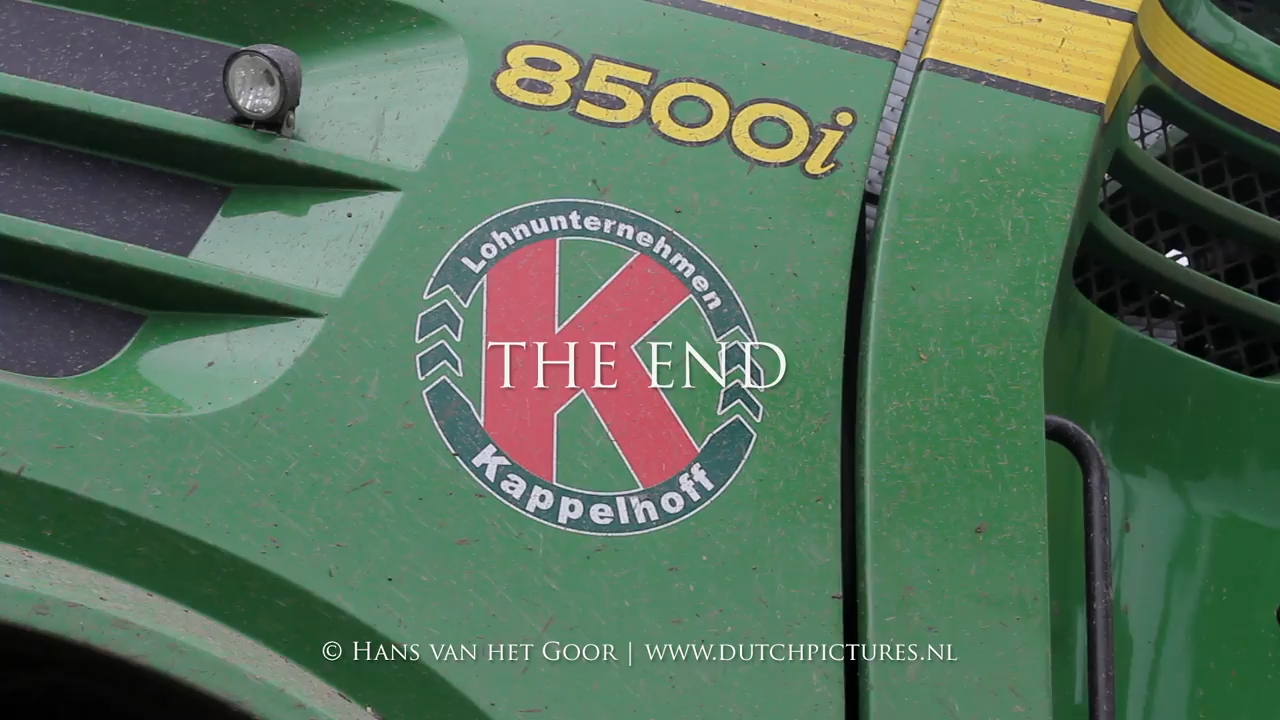 8500i
Lohnunternehmen
K
THE END
Kappelhoff
© Hans van het Goor | www.dutchpictures.nl